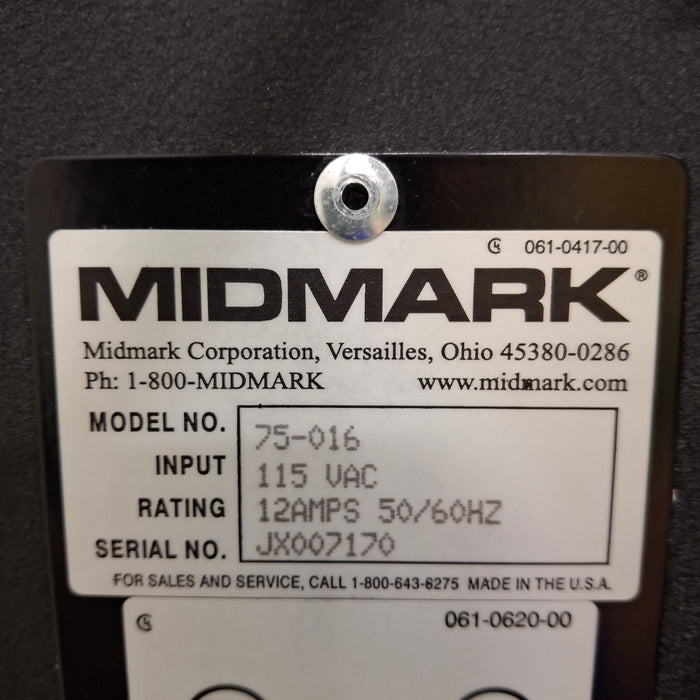 061-0417-00
MIDMARK®
Midmark Corporation, Versailles, Ohio 45380-0286
Ph: 1-800-MIDMARK www.midmark.com
MODEL NO. 75-016
INPUT 115 VAC
RATING 12AMPS 50/60HZ
SERIAL NO. JX007170
FOR SALES AND SERVICE, CALL 1-800-643-6275 MADE IN THE U.S.A.
061-0620-00